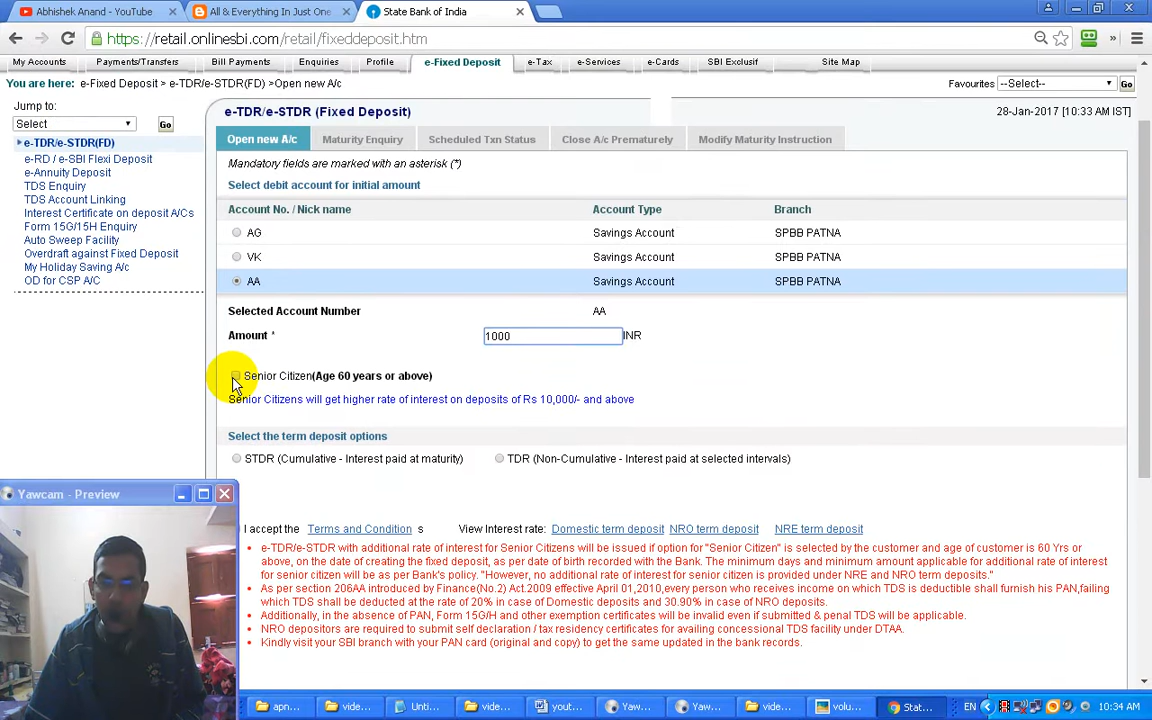 Abhishek Anand - YouTube
All & Everything In Just One
State Bank of India
https://retail.onlinesbi.com/retail/fixeddeposit.htm
My Accounts Payments/Transfers Bill Payments Enquiries Profile e-Fixed Deposit e-Tax e-Services e-Cards SBI Exclusif Site Map
You are here: e-Fixed Deposit > e-TDR/e-STDR(FD) >Open new A/c
Favourites --Select-- Go
Jump to:
Select Go
e-TDR/e-STDR(FD)
e-RD / e-SBI Flexi Deposit
e-Annuity Deposit
TDS Enquiry
TDS Account Linking
Interest Certificate on deposit A/Cs
Form 15G/15H Enquiry
Auto Sweep Facility
Overdraft against Fixed Deposit
My Holiday Saving A/c
OD for CSP A/C
e-TDR/e-STDR (Fixed Deposit)
28-Jan-2017 [10:33 AM IST]
Open new A/c Maturity Enquiry Scheduled Txn Status Close A/c Prematurely Modify Maturity Instruction
Mandatory fields are marked with an asterisk (*)
Select debit account for initial amount
Account No. / Nick name Account Type Branch
AG Savings Account SPBB PATNA
VK Savings Account SPBB PATNA
AA Savings Account SPBB PATNA
Selected Account Number AA
Amount * 1000 INR
Senior Citizen(Age 60 years or above)
Senior Citizens will get higher rate of interest on deposits of Rs 10,000/- and above
Select the term deposit options
STDR (Cumulative - Interest paid at maturity) TDR (Non-Cumulative - Interest paid at selected intervals)
Yawcam - Preview
I accept the Terms and Condition s View Interest rate: Domestic term deposit NRO term deposit NRE term deposit
e-TDR/e-STDR with additional rate of interest for Senior Citizens will be issued if option for "Senior Citizen" is selected by the customer and age of customer is 60 Yrs or
above, on the date of creating the fixed deposit, as per date of birth recorded with the Bank. The minimum days and minimum amount applicable for additional rate of interest
for senior citizen will be as per Bank's policy. "However, no additional rate of interest for senior citizen is provided under NRE and NRO term deposits."
As per section 206AA introduced by Finance(No.2) Act.2009 effective April 01,2010,every person who receives income on which TDS is deductible shall furnish his PAN,failing
which TDS shall be deducted at the rate of 20% in case of Domestic deposits and 30.90% in case of NRO deposits.
Additionally, in the absence of PAN, Form 15G/H and other exemption certificates will be invalid even if submitted & penal TDS will be applicable.
NRO depositors are required to submit self declaration / tax residency certificates for availing concessional TDS facility under DTAA.
Kindly visit your SBI branch with your PAN card (original and copy) to get the same updated in the bank records.
apn... vide... Unti... vide... yout... Yaw... Yaw... vide... volu... Stat... EN 10:34 AM